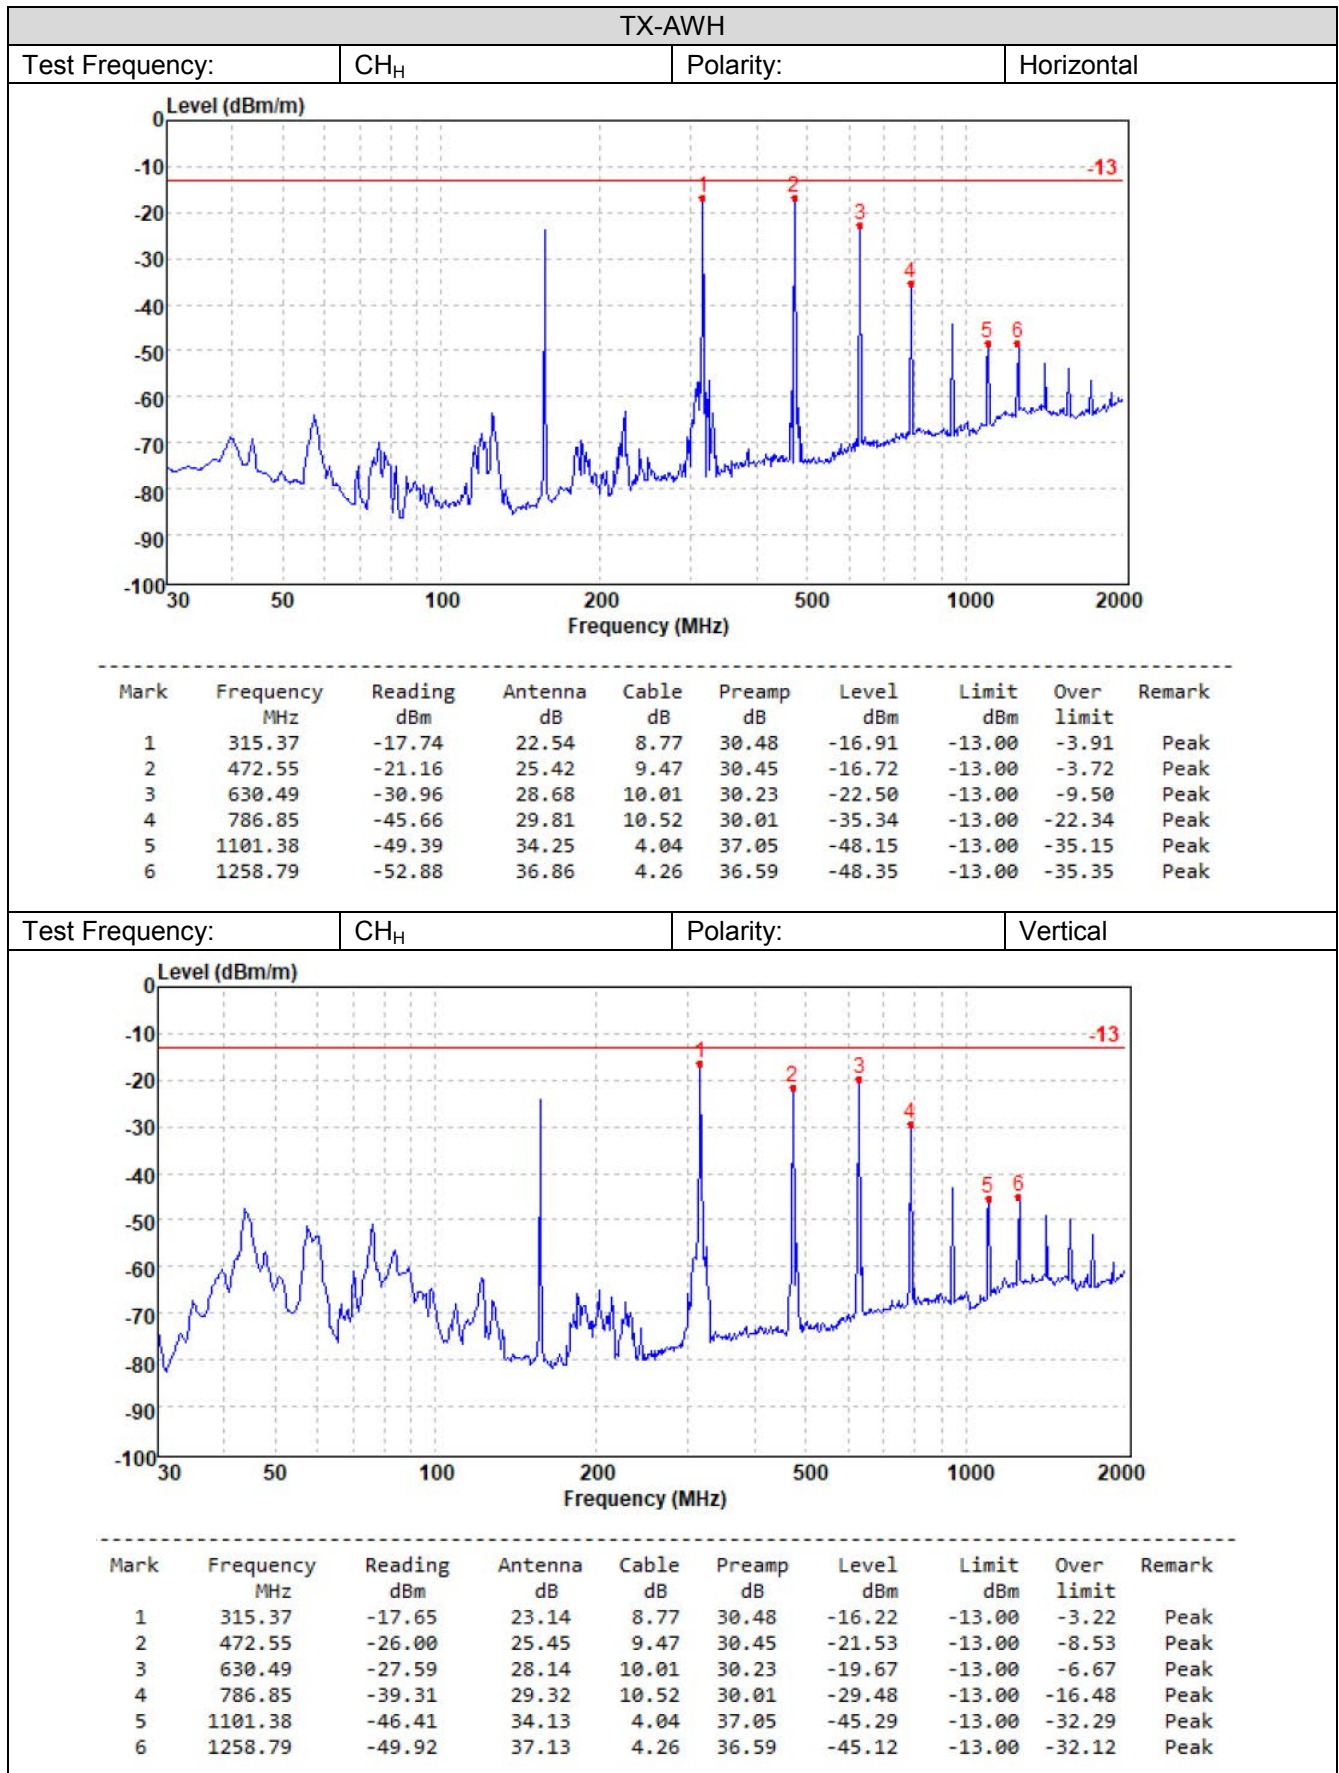 TX-AWH
Test Frequency: CHH Polarity: Horizontal
Level (dBm/m)
0
-10
-20
-30
-40
-50
-60
-70
-80
-90
-100
-13
1 2 3 4 5 6
30 50 100 200 500 1000 2000
Frequency (MHz)
Mark Frequency Reading Antenna Cable Preamp Level Limit Over Remark
MHz dBm dB dB dB dBm dBm limit
1 315.37 -17.74 22.54 8.77 30.48 -16.91 -13.00 -3.91 Peak
2 472.55 -21.16 25.42 9.47 30.45 -16.72 -13.00 -3.72 Peak
3 630.49 -30.96 28.68 10.01 30.23 -22.50 -13.00 -9.50 Peak
4 786.85 -45.66 29.81 10.52 30.01 -35.34 -13.00 -22.34 Peak
5 1101.38 -49.39 34.25 4.04 37.05 -48.15 -13.00 -35.15 Peak
6 1258.79 -52.88 36.86 4.26 36.59 -48.35 -13.00 -35.35 Peak
Test Frequency: CHH Polarity: Vertical
Level (dBm/m)
0
-10
-20
-30
-40
-50
-60
-70
-80
-90
-100
-13
1 2 3 4 5 6
30 50 100 200 500 1000 2000
Frequency (MHz)
Mark Frequency Reading Antenna Cable Preamp Level Limit Over Remark
MHz dBm dB dB dB dBm dBm limit
1 315.37 -17.65 23.14 8.77 30.48 -16.22 -13.00 -3.22 Peak
2 472.55 -26.00 25.45 9.47 30.45 -21.53 -13.00 -8.53 Peak
3 630.49 -27.59 28.14 10.01 30.23 -19.67 -13.00 -6.67 Peak
4 786.85 -39.31 29.32 10.52 30.01 -29.48 -13.00 -16.48 Peak
5 1101.38 -46.41 34.13 4.04 37.05 -45.29 -13.00 -32.29 Peak
6 1258.79 -49.92 37.13 4.26 36.59 -45.12 -13.00 -32.12 Peak